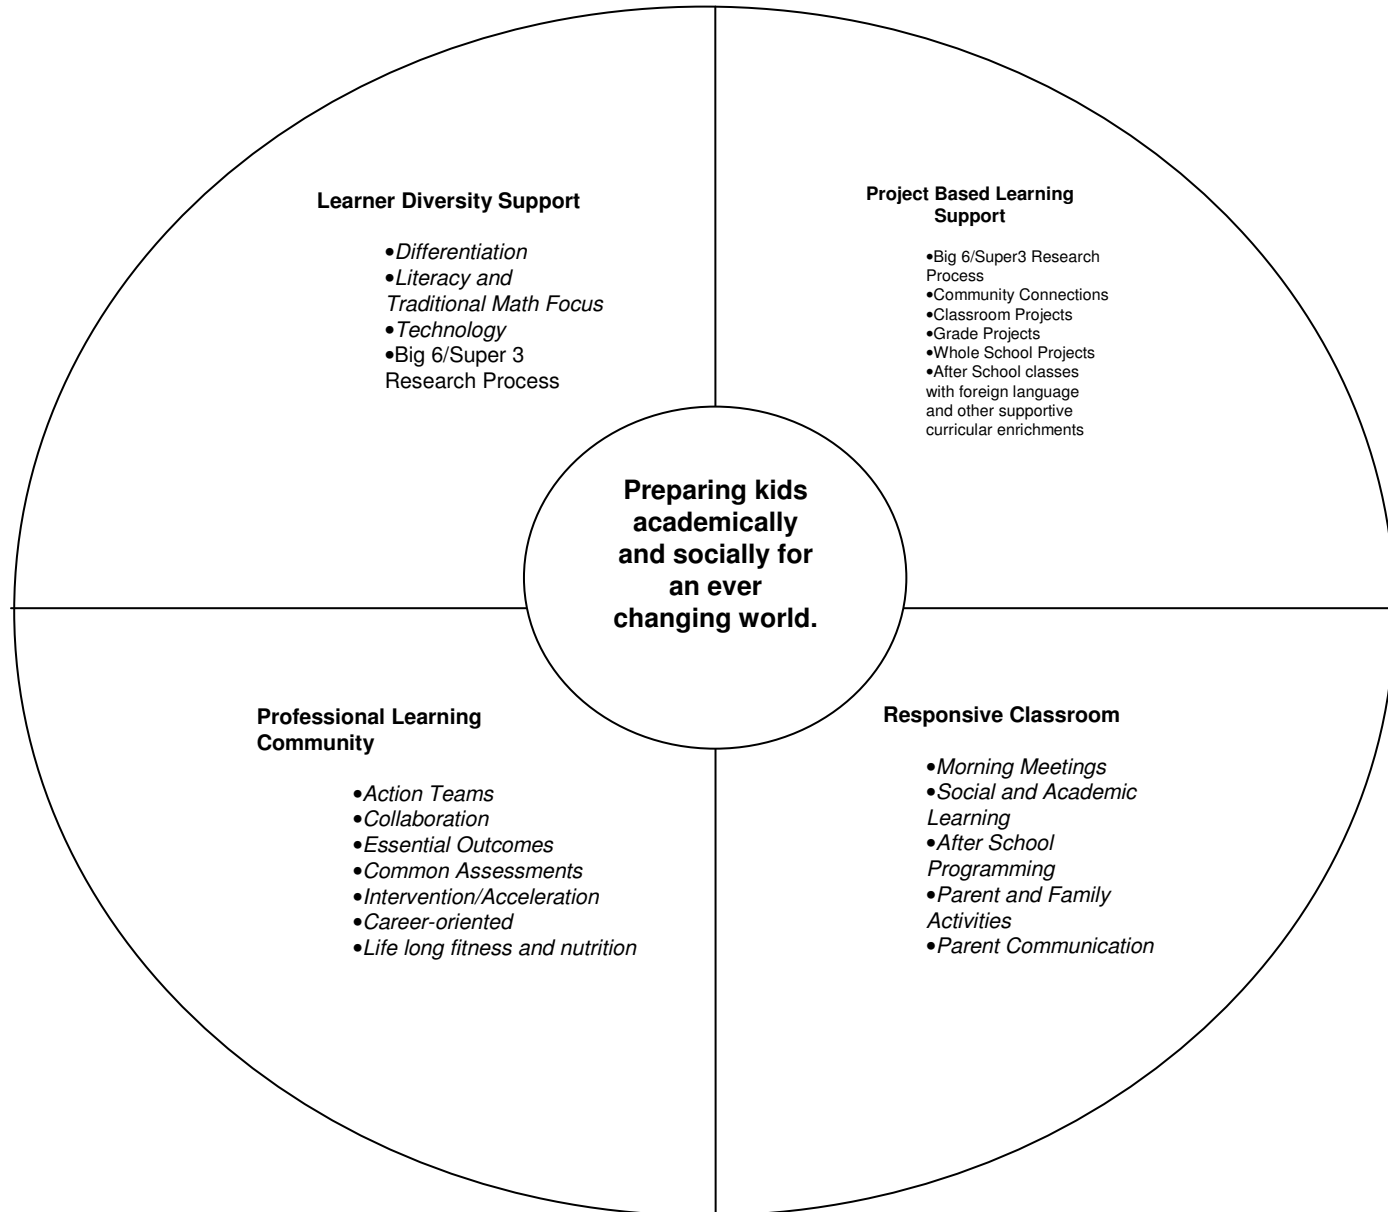 Learner Diversity Support
•Differentiation
•Literacy and
Traditional Math Focus
•Technology
•Big 6/Super 3
Research Process
Project Based Learning
Support
•Big 6/Super3 Research
Process
•Community Connections
•Classroom Projects
•Grade Projects
•Whole School Projects
•After School classes
with foreign language
and other supportive
curricular enrichments
Preparing kids
academically
and socially for
an ever
changing world.
Professional Learning
Community
•Action Teams
•Collaboration
•Essential Outcomes
•Common Assessments
•Intervention/Acceleration
•Career-oriented
•Life long fitness and nutrition
Responsive Classroom
•Morning Meetings
•Social and Academic
Learning
•After School
Programming
•Parent and Family
Activities
•Parent Communication